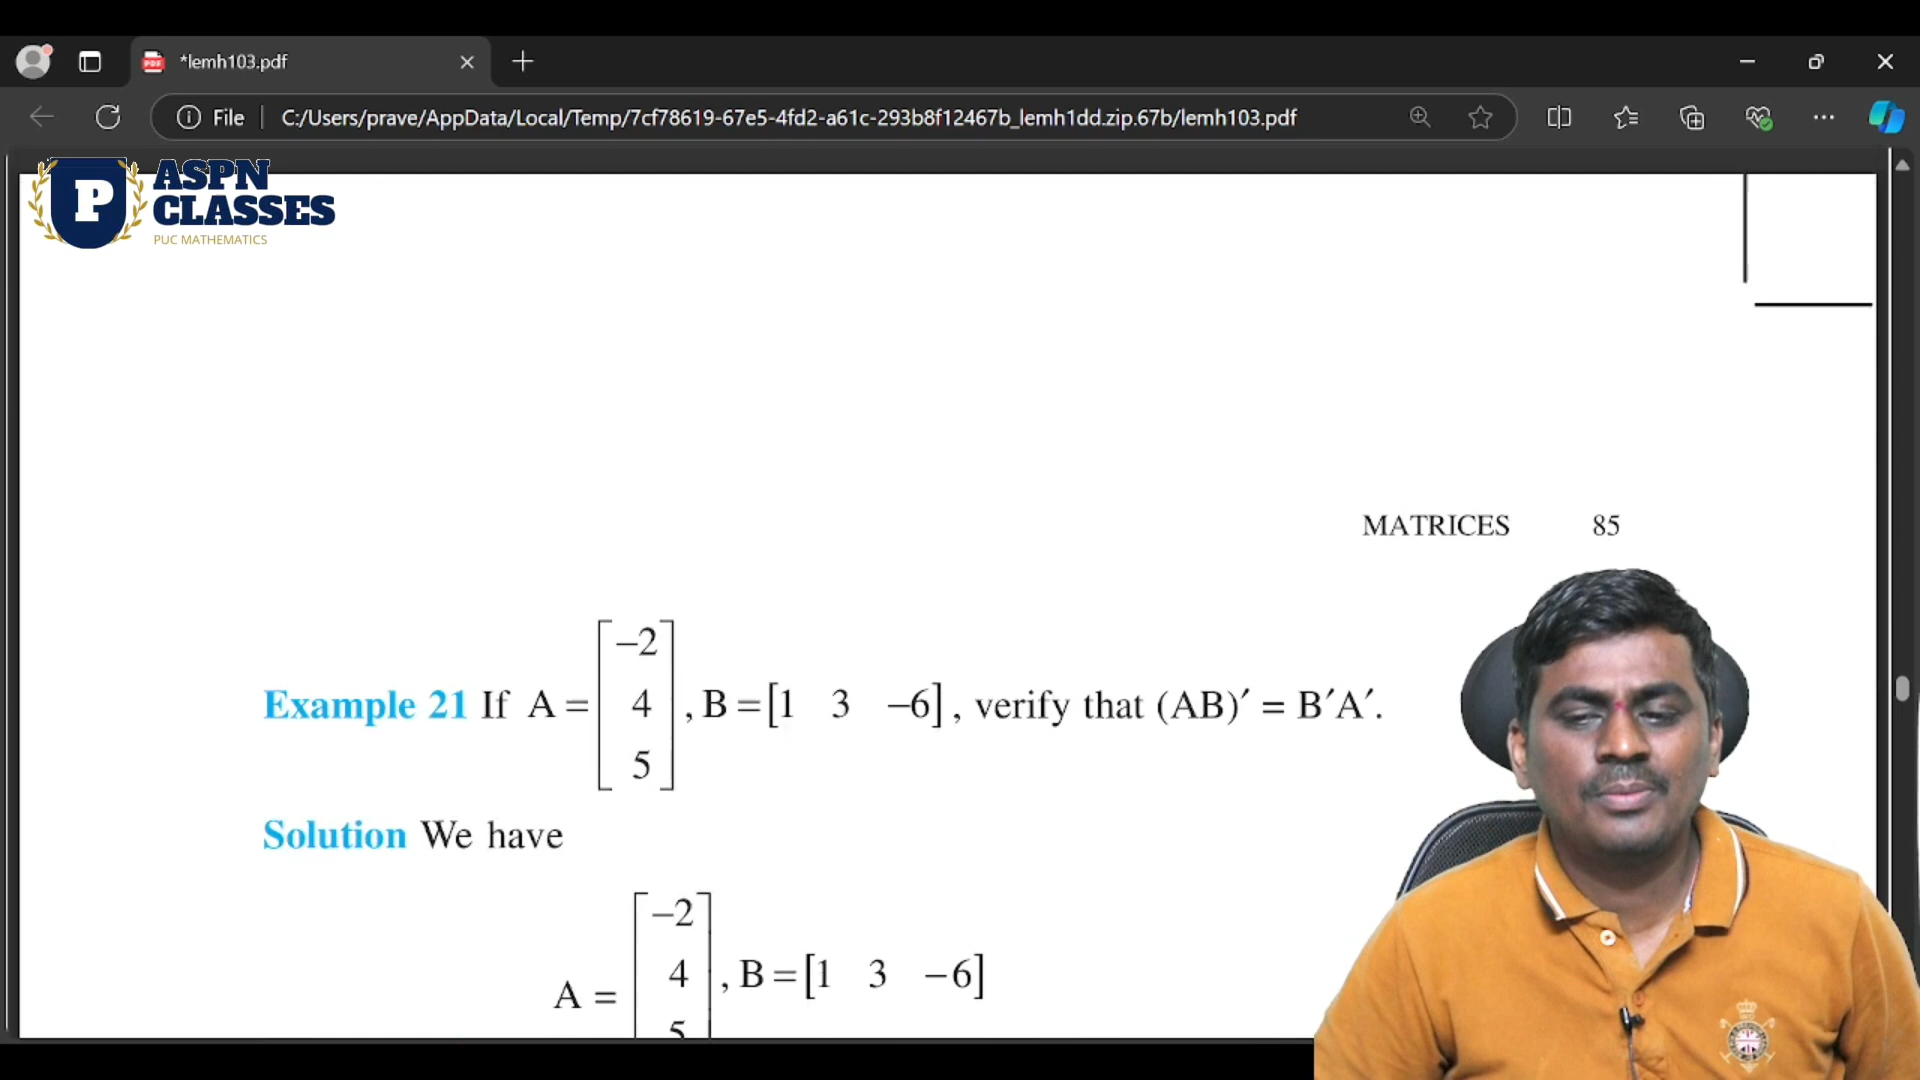 *lemh103.pdf
File C:/Users/prave/AppData/Local/Temp/7cf78619-67e5-4fd2-a61c-293b8f12467b_lemh1dd.zip.67b/lemh103.pdf
P ASPN
CLASSES
PUC MATHEMATICS
MATRICES 85
Example 21 If A = [−2 4 5], B = [1 3 −6], verify that (AB)′ = B′A′.
Solution We have
A = [−2 4 5], B = [1 3 −6]